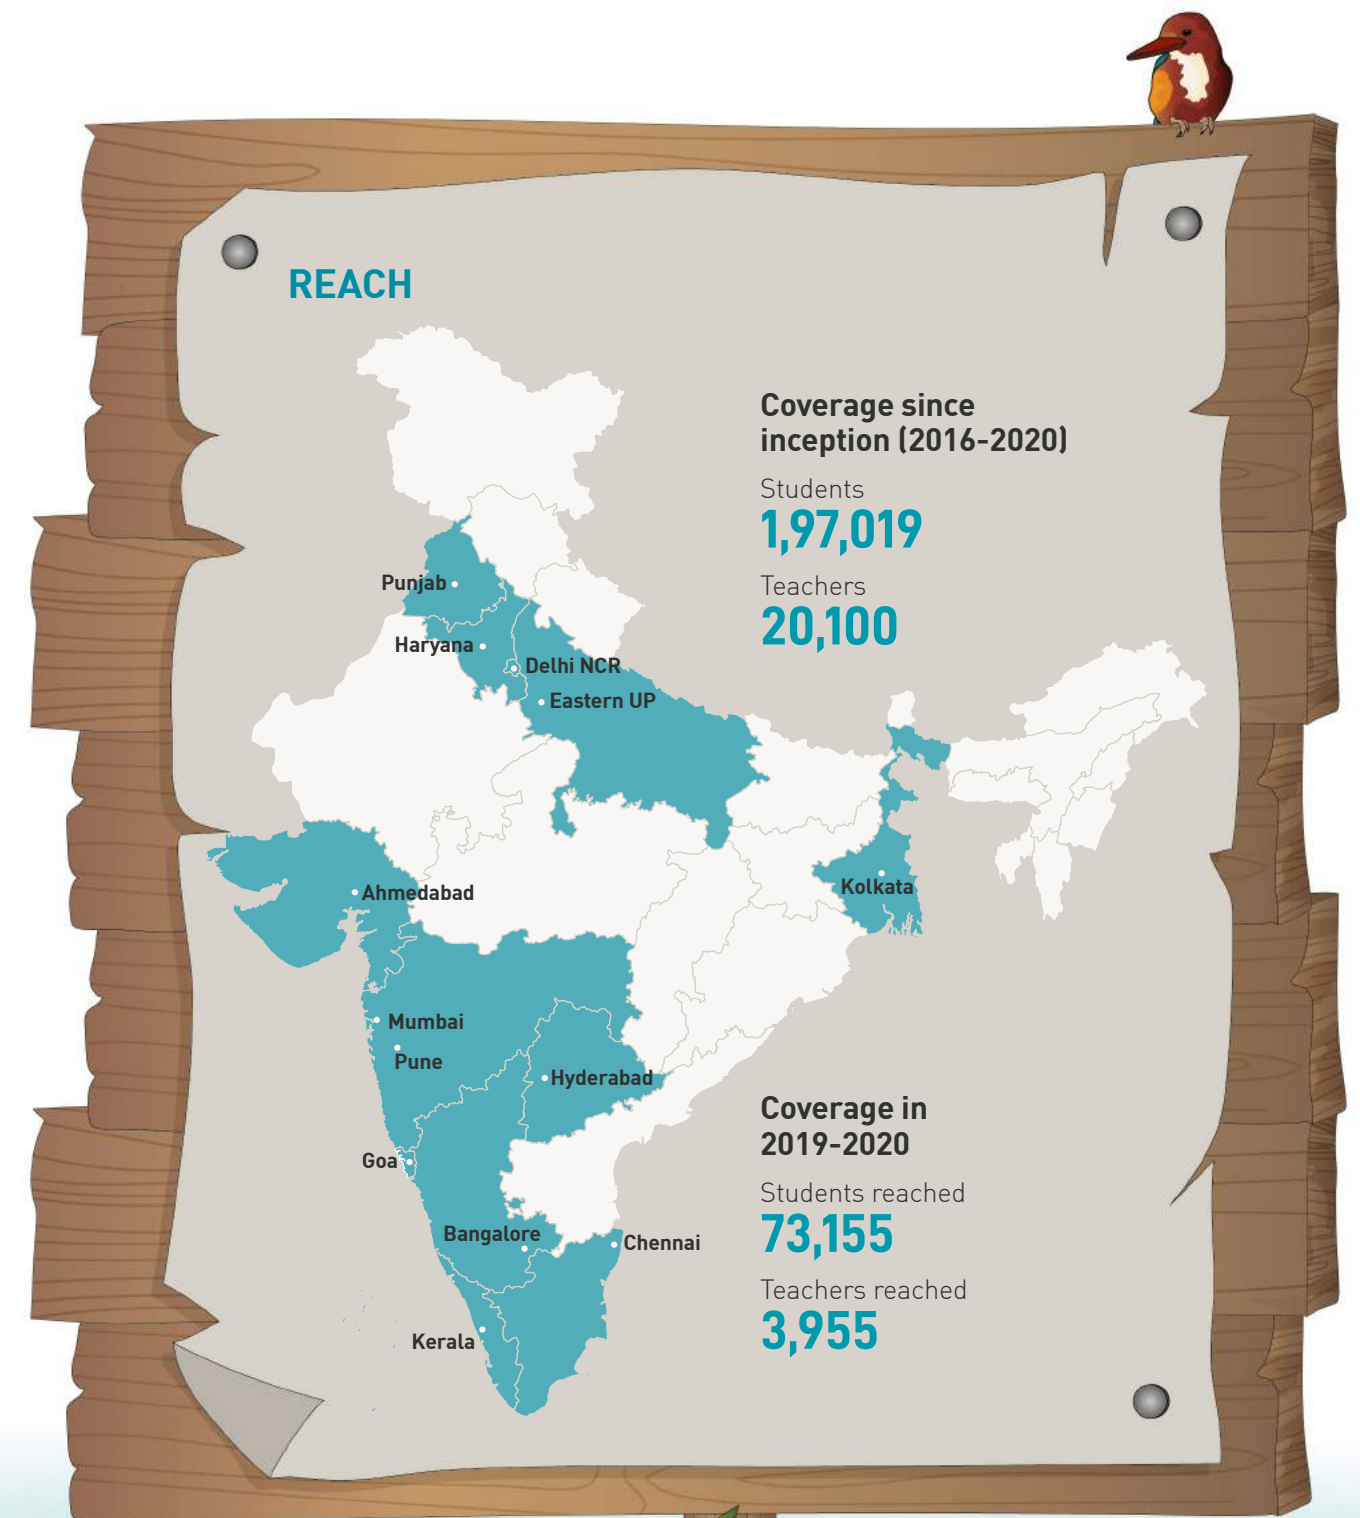 REACH
Coverage since
inception (2016-2020)
Students
1,97,019
Teachers
20,100
Punjab
Haryana
Delhi NCR
Eastern UP
Ahmedabad
Kolkata
Mumbai
Pune
Hyderabad
Goa
Bangalore
Chennai
Kerala
Coverage in
2019-2020
Students reached
73,155
Teachers reached
3,955